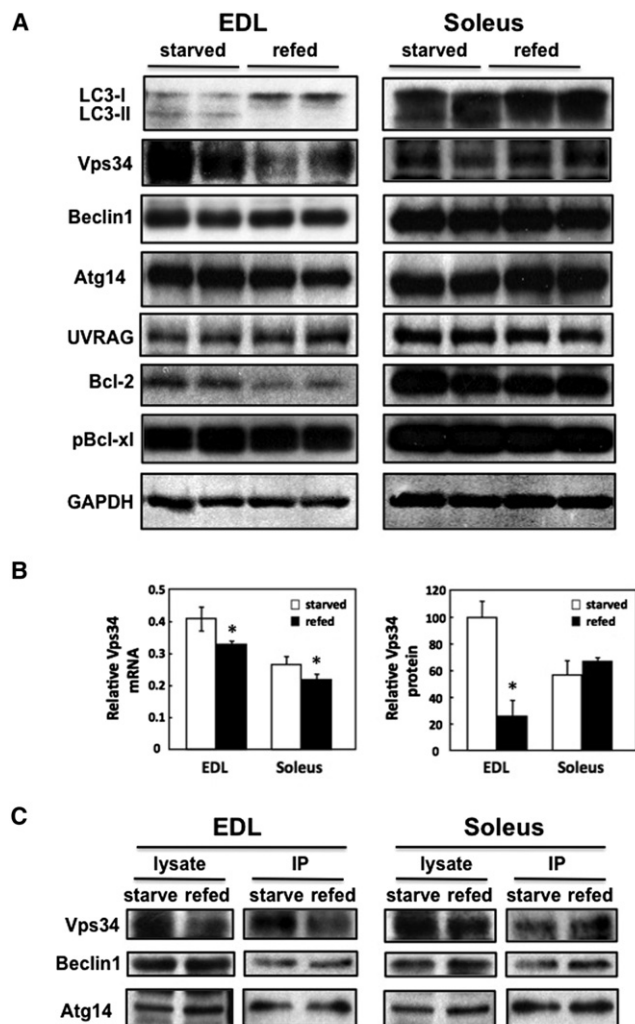 A
EDL Soleus
starved refed starved refed
LC3-I
LC3-II
Vps34
Beclin1
Atg14
UVRAG
Bcl-2
pBcl-xl
GAPDH
B
Relative Vps34
mRNA
0.5
0.4
0.3
0.2
0.1
0
starved
refed
* *
EDL Soleus
Relative Vps34
protein
120
100
80
60
40
20
0
starved
refed
*
EDL Soleus
C
EDL Soleus
lysate IP lysate IP
starve refed starve refed starve refed starve refed
Vps34
Beclin1
Atg14